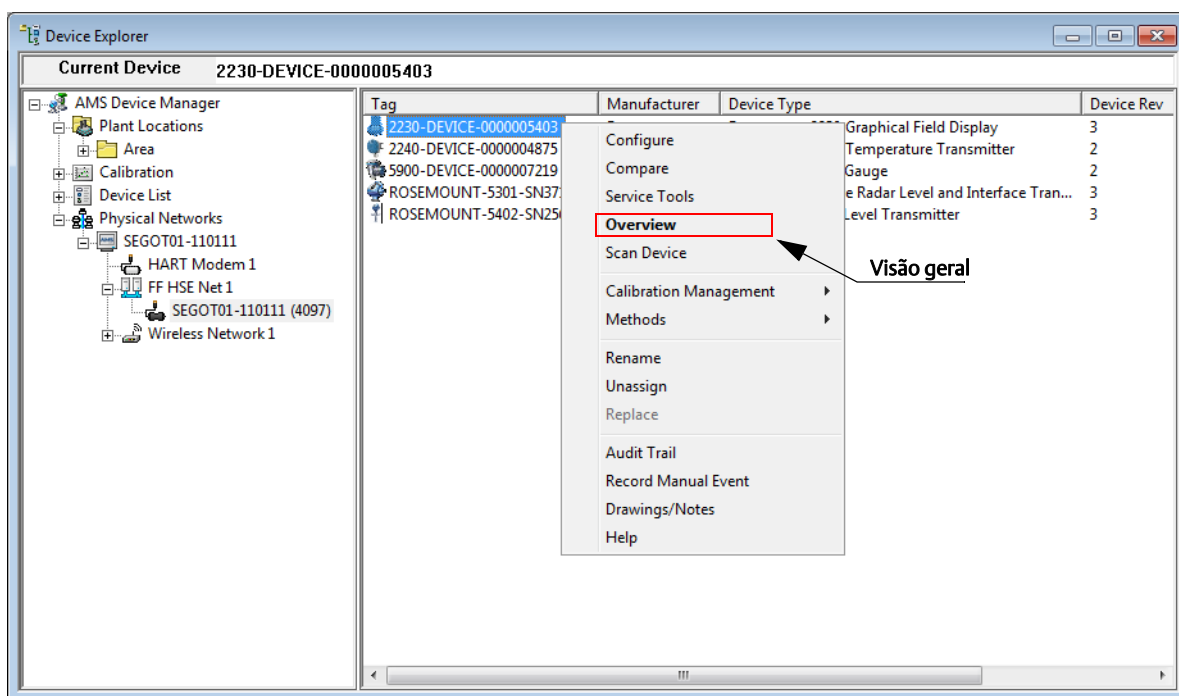 Device Explorer
Current Device 2230-DEVICE-0000005403
AMS Device Manager
Plant Locations
Area
Calibration
Device List
Physical Networks
SEGOT01-110111
HART Modem 1
FF HSE Net 1
SEGOT01-110111 (4097)
Wireless Network 1
Tag Manufacturer Device Type Device Rev
2230-DEVICE-0000005403 Graphical Field Display 3
2240-DEVICE-0000004875 Temperature Transmitter 2
5900-DEVICE-0000007219 Gauge 2
ROSEMOUNT-5301-SN37 e Radar Level and Interface Tran... 3
ROSEMOUNT-5402-SN25 Level Transmitter 3
Configure
Compare
Service Tools
Overview
Scan Device
Calibration Management
Methods
Rename
Unassign
Replace
Audit Trail
Record Manual Event
Drawings/Notes
Help
Visão geral